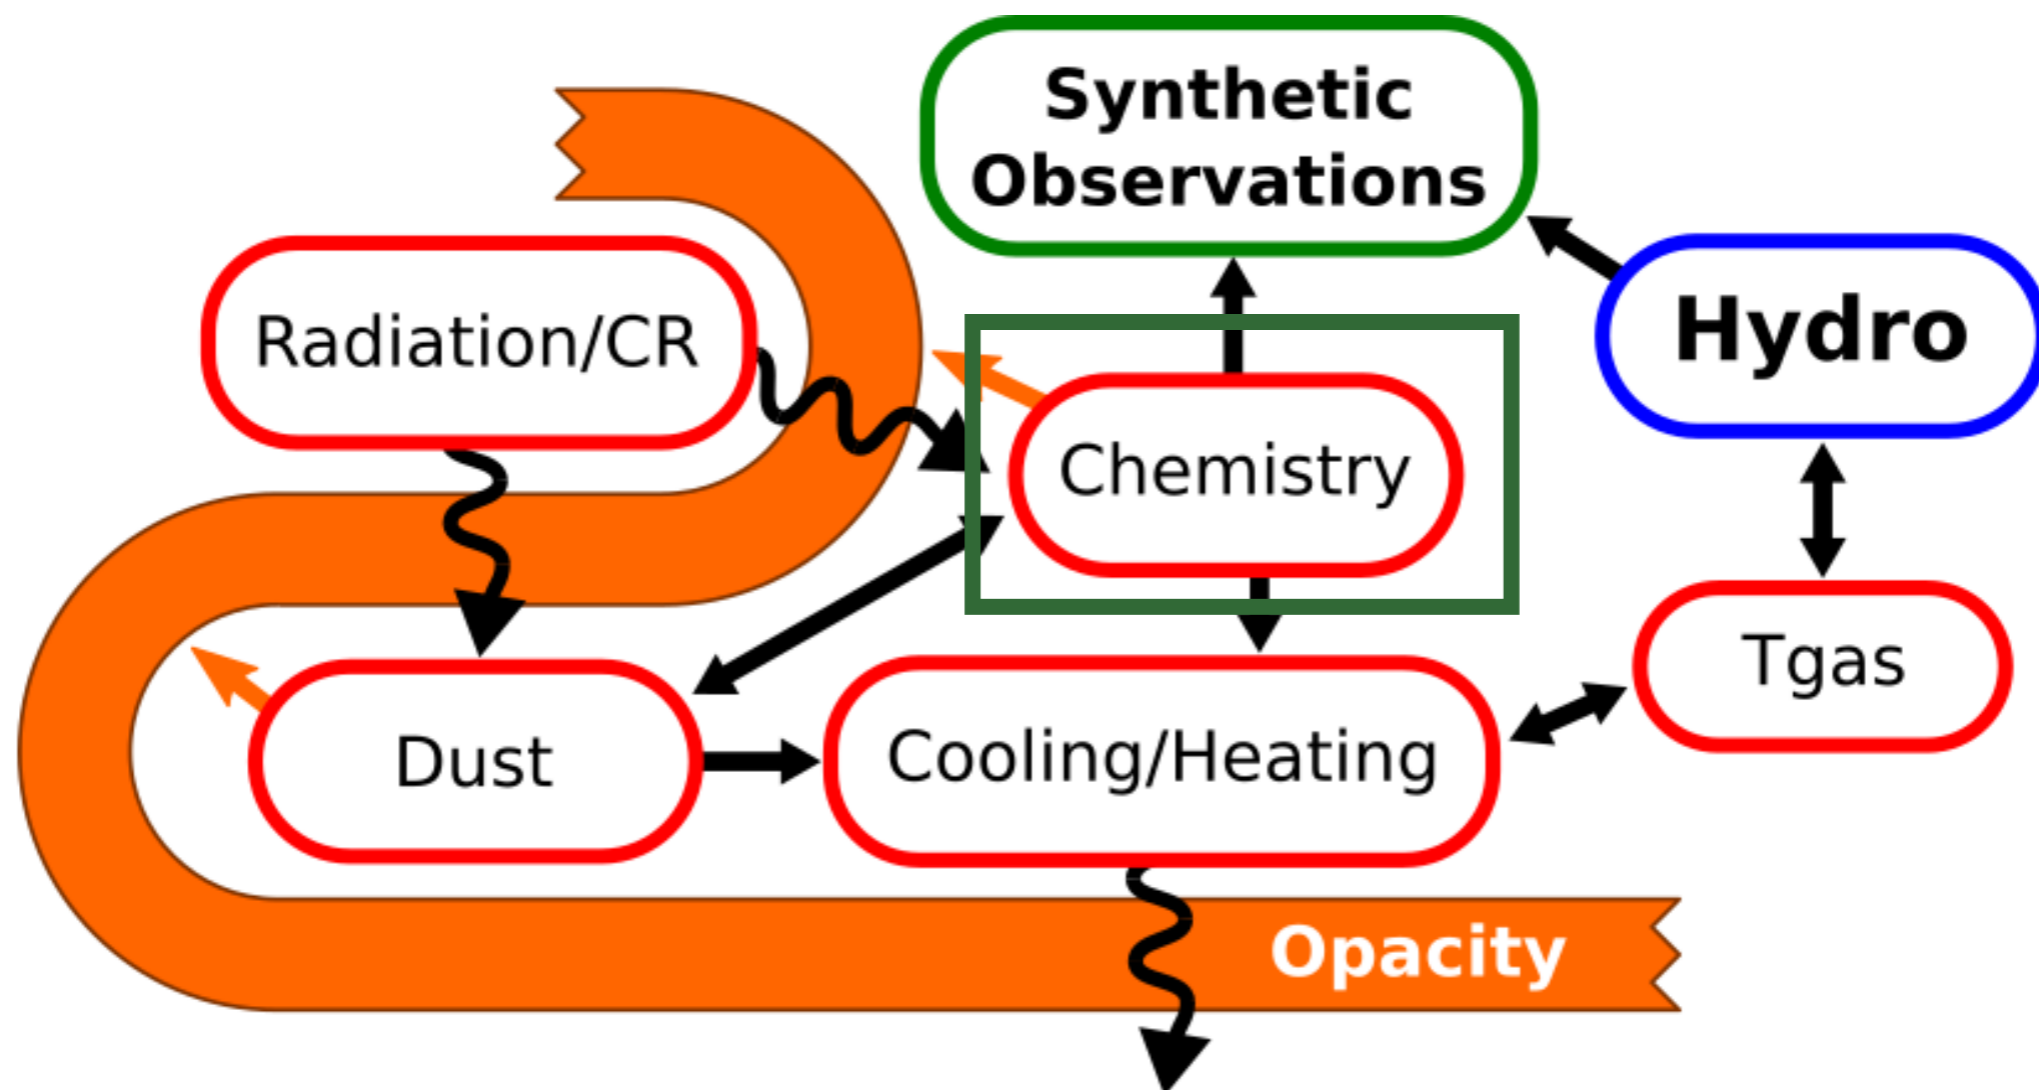 Synthetic
Observations
Radiation/CR
Hydro
Chemistry
Tgas
Dust
Cooling/Heating
Opacity